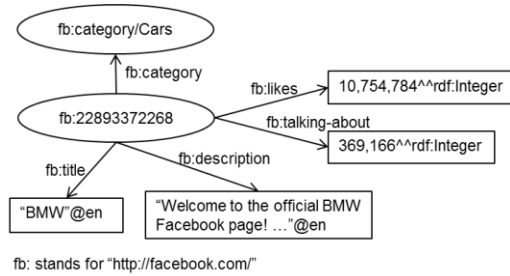 fb:category/Cars
fb:category
fb:likes
10,754,784^^rdf:Integer
fb:22893372268
fb:talking-about
369,166^^rdf:Integer
fb:title
fb:description
“BMW”@en
“Welcome to the official BMW
Facebook page! …”@en
fb: stands for “http://facebook.com/”